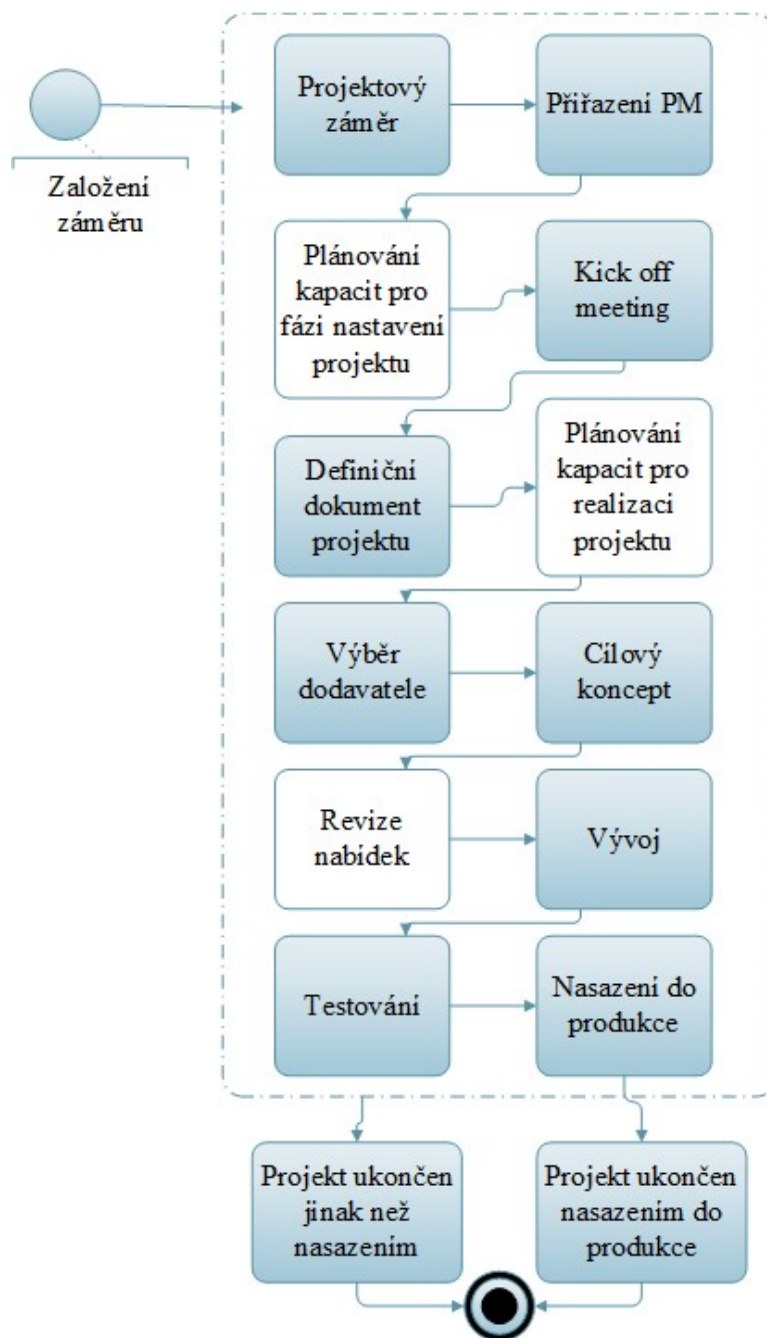 Projektový
záměr
Přiřazení PM
Založení
záměru
Plánování
kapacit pro
fázi nastavení
projektu
Kick off
meeting
Definiční
dokument
projektu
Plánování
kapacit pro
realizaci
projektu
Výběr
dodavatele
Cílový
koncept
Revize
nabídek
Vývoj
Testování
Nasazení do
produkce
Projekt ukončen
jinak než
nasazením
Projekt ukončen
nasazením do
produkce